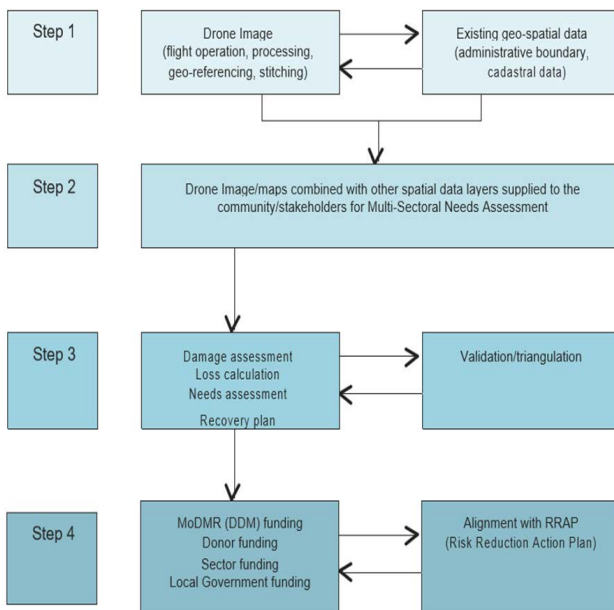 Step 1
Drone Image
(flight operation, processing,
geo-referencing, stitching)
Existing geo-spatial data
(administrative boundary,
cadastral data)
Step 2
Drone Image/maps combined with other spatial data layers supplied to the
community/stakeholders for Multi-Sectoral Needs Assessment
Step 3
Damage assessment
Loss calculation
Needs assessment
Recovery plan
Validation/triangulation
Step 4
MoDMR (DDM) funding
Donor funding
Sector funding
Local Government funding
Alignment with RRAP
(Risk Reduction Action Plan)